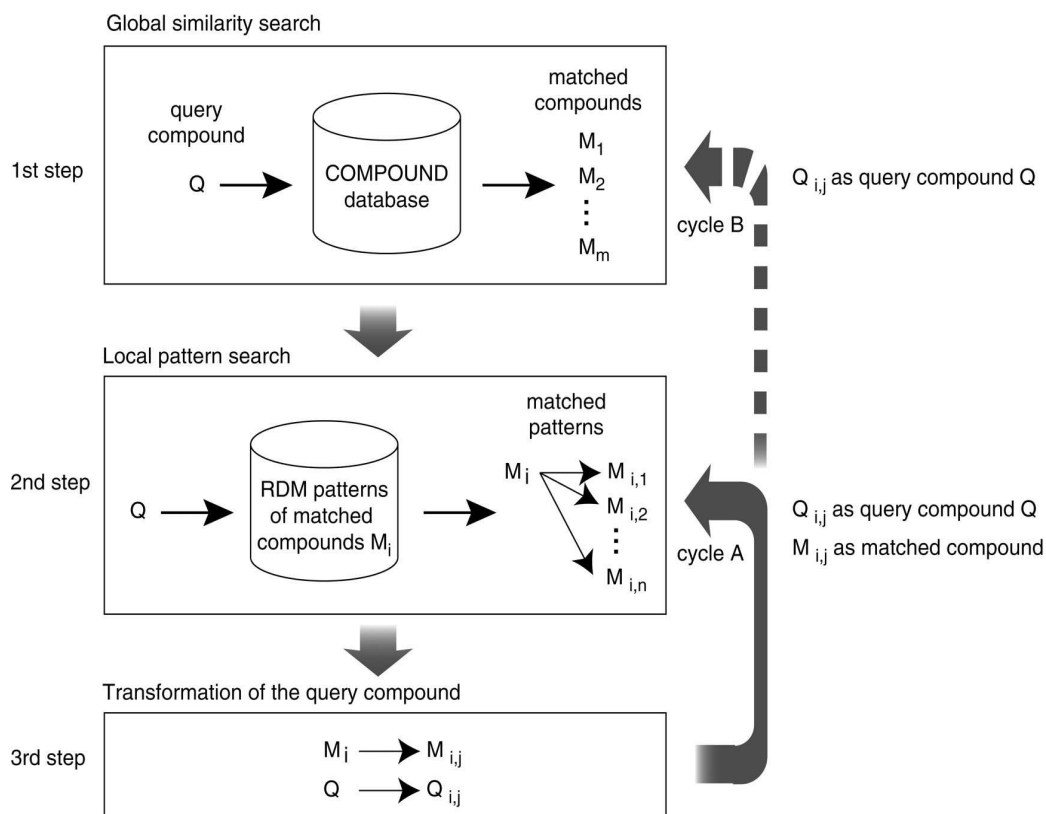 Global similarity search
1st step
query
compound
Q
COMPOUND
database
matched
compounds
M1
M2
Mm
cycle B
Q i,j as query compound Q
Local pattern search
2nd step
Q
RDM patterns
of matched
compounds Mi
matched
patterns
M i
M i,1
M i,2
M i,n
cycle A
Q i,j as query compound Q
M i,j as matched compound
Transformation of the query compound
3rd step
M i
M i,j
Q
Q i,j